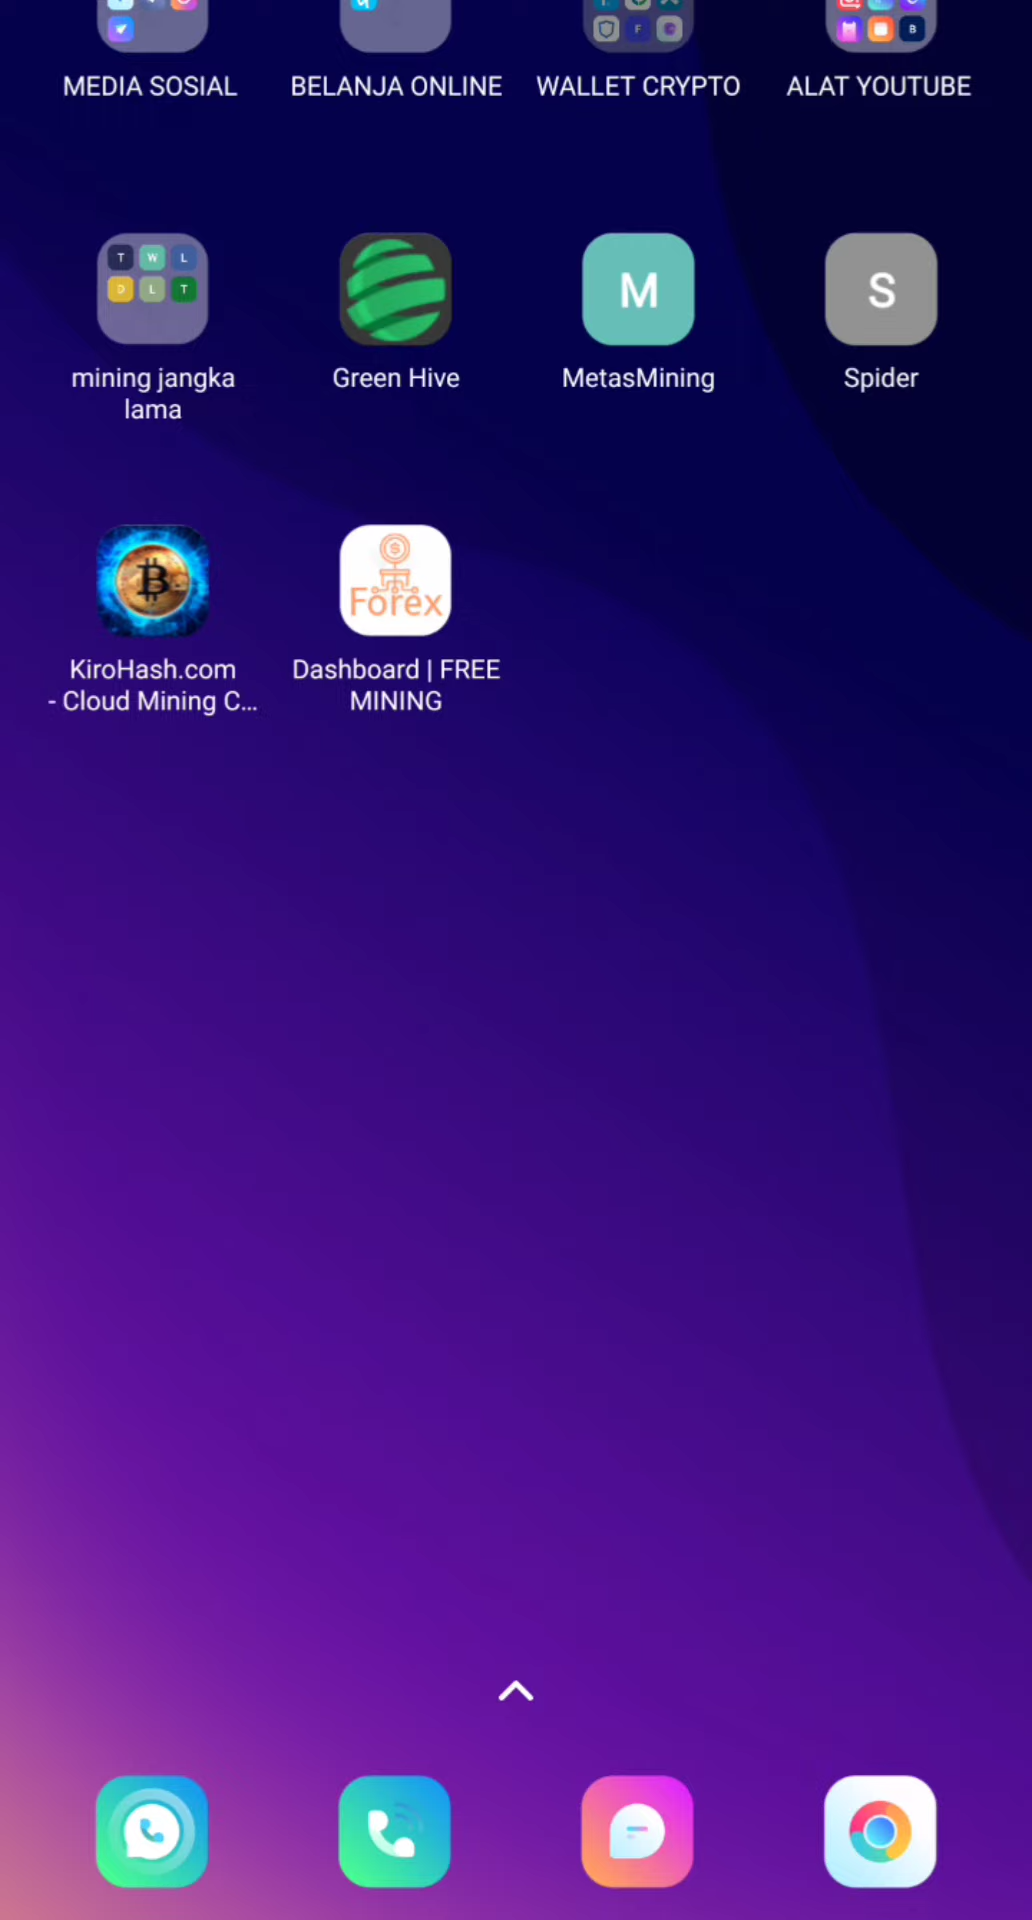 MEDIA SOSIAL
BELANJA ONLINE
WALLET CRYPTO
ALAT YOUTUBE
F
B
T W L
D L T
M
S
mining jangka
lama
Green Hive
MetasMining
Spider
Forex
KiroHash.com
- Cloud Mining C...
Dashboard | FREE
MINING